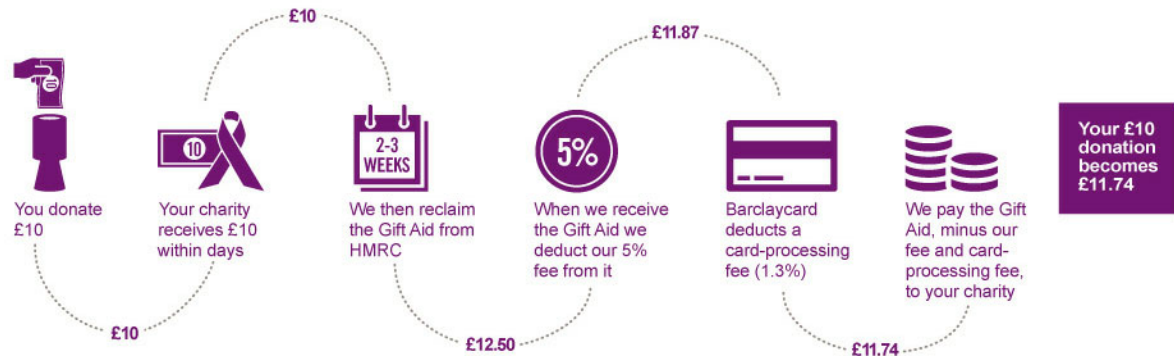 £10
£11.87
10
2-3
WEEKS
5%
Your £10
donation
becomes
£11.74
You donate
£10
Your charity
receives £10
within days
We then reclaim
the Gift Aid from
HMRC
When we receive
the Gift Aid we
deduct our 5%
fee from it
Barclaycard
deducts a
card-processing
fee (1.3%)
We pay the Gift
Aid, minus our
fee and card-
processing fee,
to your charity
£10
£12.50
£11.74